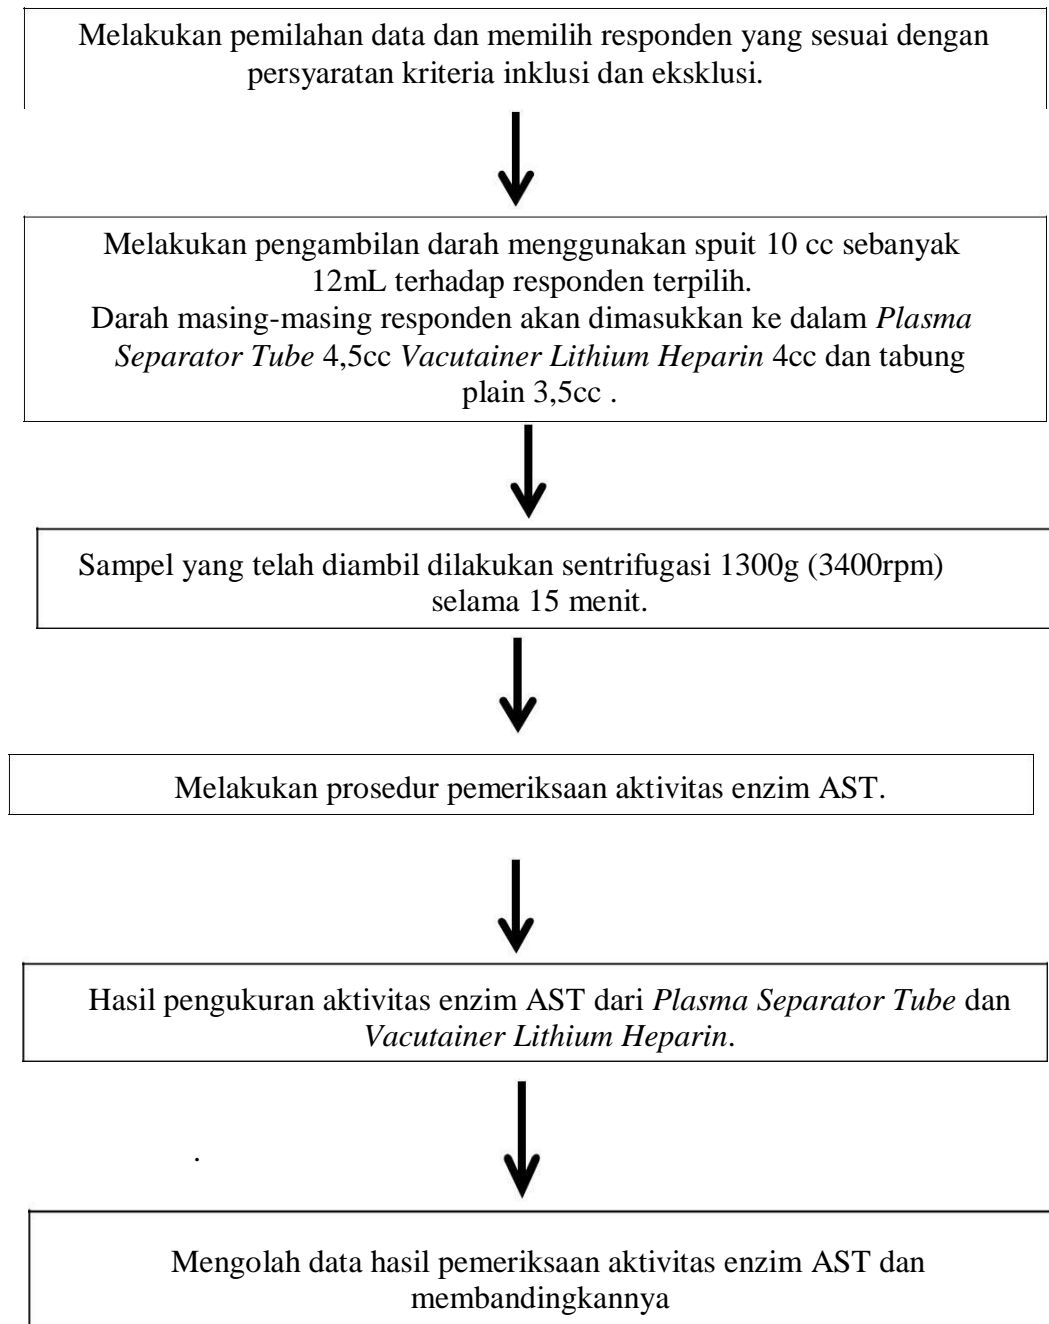 Melakukan pemilahan data dan memilih responden yang sesuai dengan
persyaratan kriteria inklusi dan eksklusi.
Melakukan pengambilan darah menggunakan spuit 10 cc sebanyak
12mL terhadap responden terpilih.
Darah masing-masing responden akan dimasukkan ke dalam Plasma
Separator Tube 4,5cc Vacutainer Lithium Heparin 4cc dan tabung
plain 3,5cc .
Sampel yang telah diambil dilakukan sentrifugasi 1300g (3400rpm)
selama 15 menit.
Melakukan prosedur pemeriksaan aktivitas enzim AST.
Hasil pengukuran aktivitas enzim AST dari Plasma Separator Tube dan
Vacutainer Lithium Heparin.
.
Mengolah data hasil pemeriksaan aktivitas enzim AST dan
membandingkannya